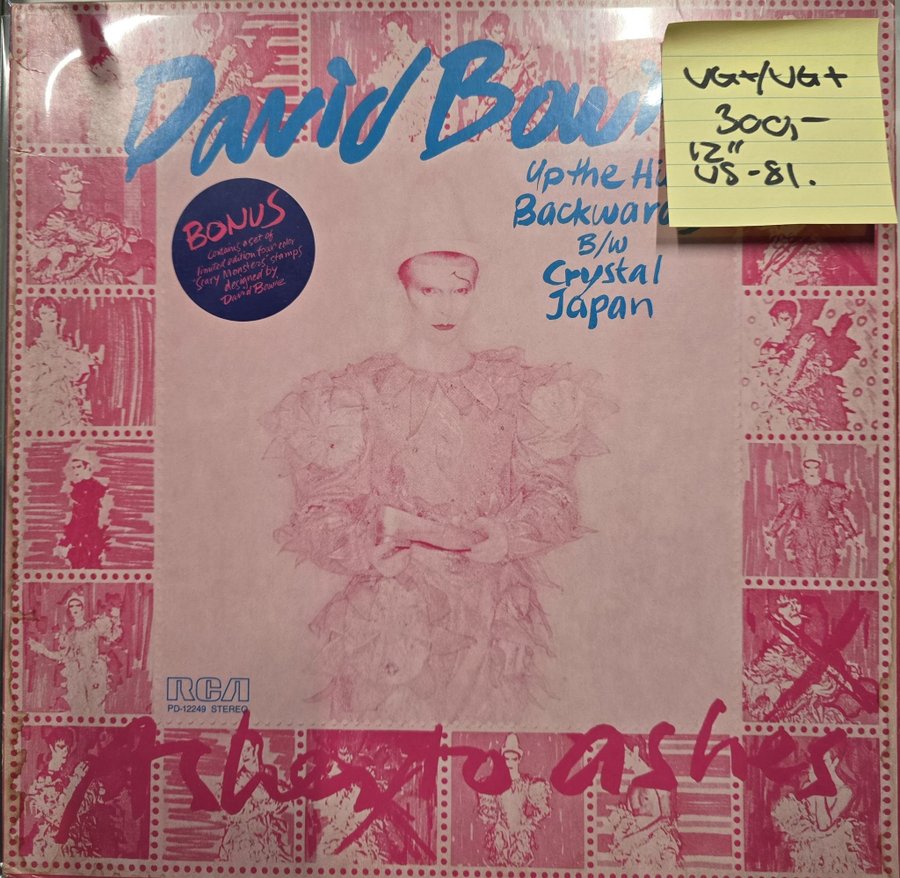 David Bowi
VG+/VG+
300,-
12"
US-81.
Up the Hi
Backward
B/W
Crystal
Japan
BONUS
Contains a set of
limited edition four color
'Scary Monsters' stamps
designed by
David Bowie
RCA
PD-12249 STEREO
Ashes to ashes